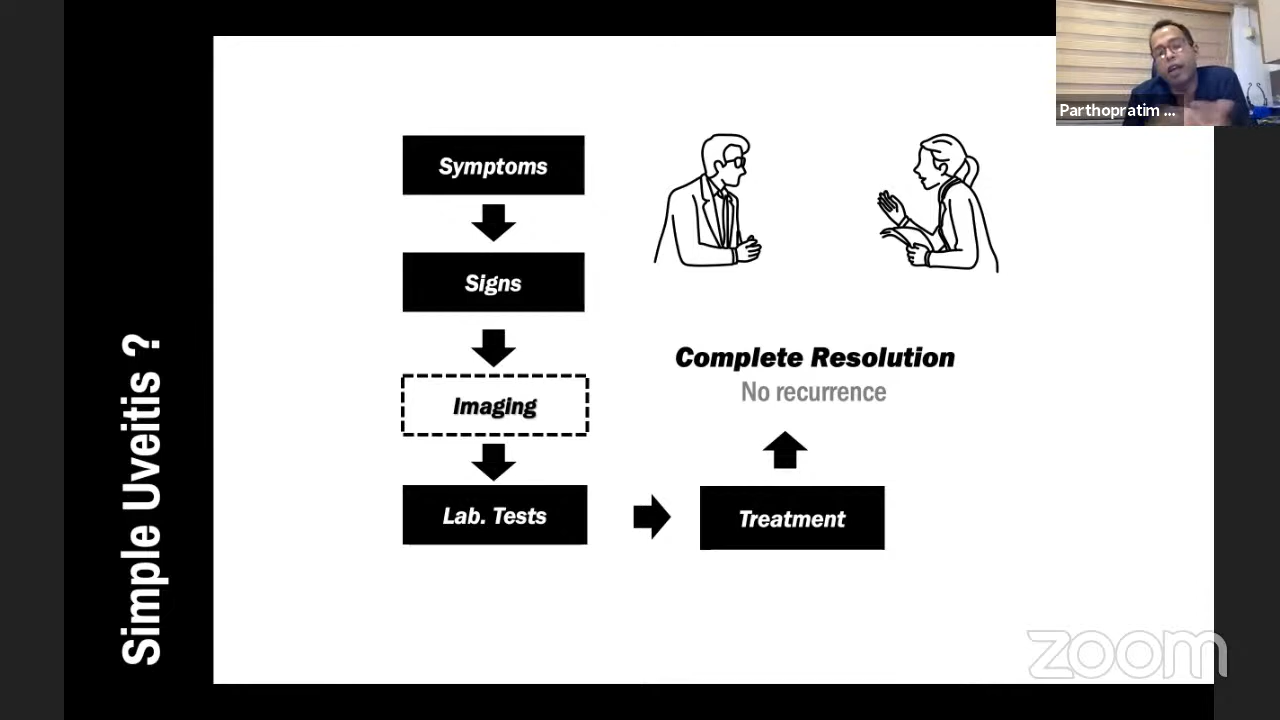 Parthopratim ...
Simple Uveitis ?
Symptoms
Signs
Imaging
Lab. Tests
Treatment
Complete Resolution
No recurrence
zoom